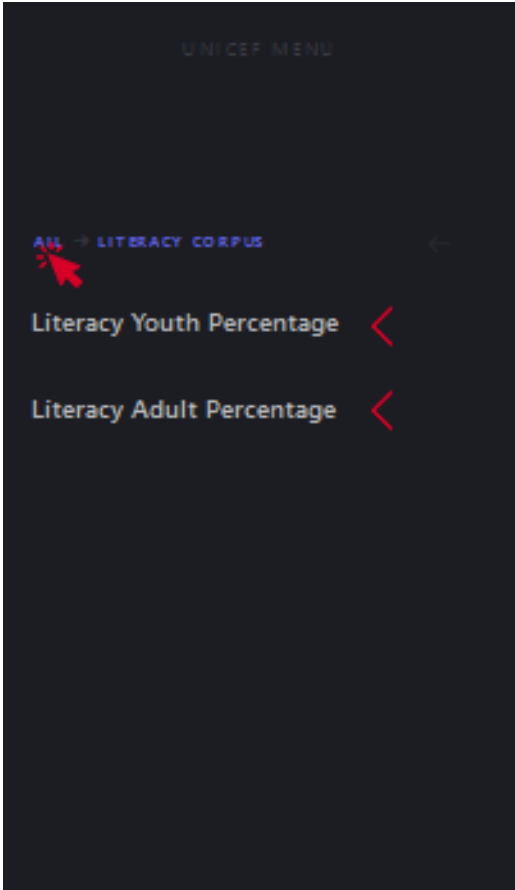 UNICEF MENU
ALL → LITERACY CORPUS ←
Literacy Youth Percentage
Literacy Adult Percentage